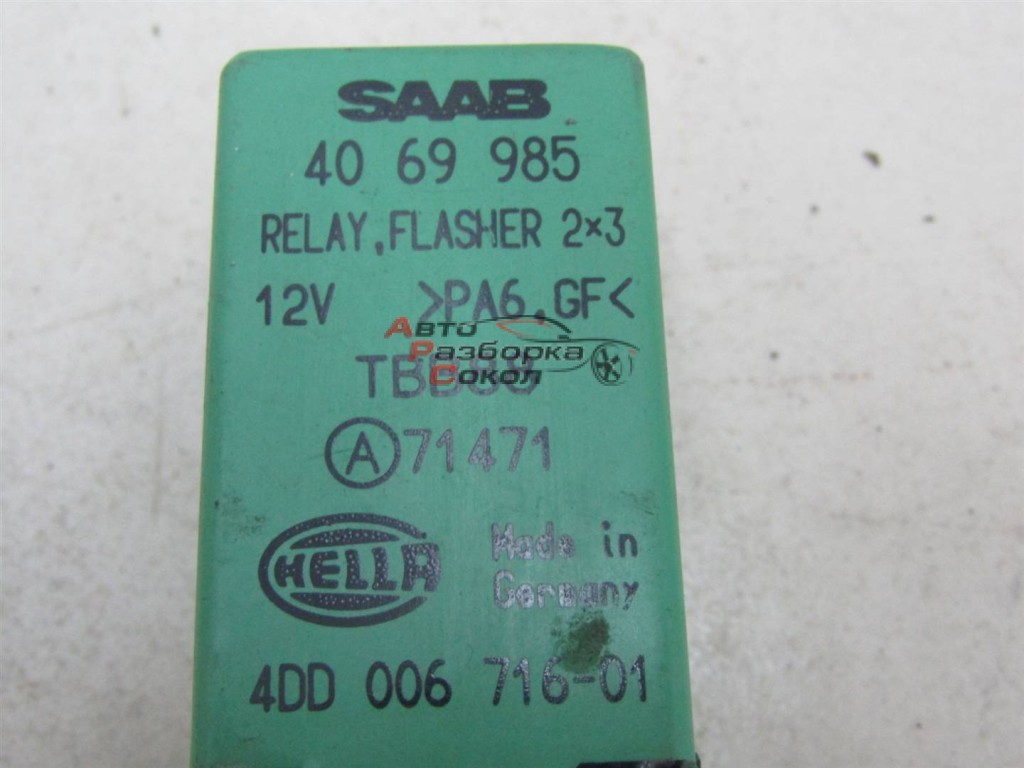 SAAB
40 69 985
RELAY,FLASHER 2×3
12V >PA6,GF<
Авто
Разборка
Сокол
Ⓐ71471
HELLA
Made in
Germany
4DD 006 716-01